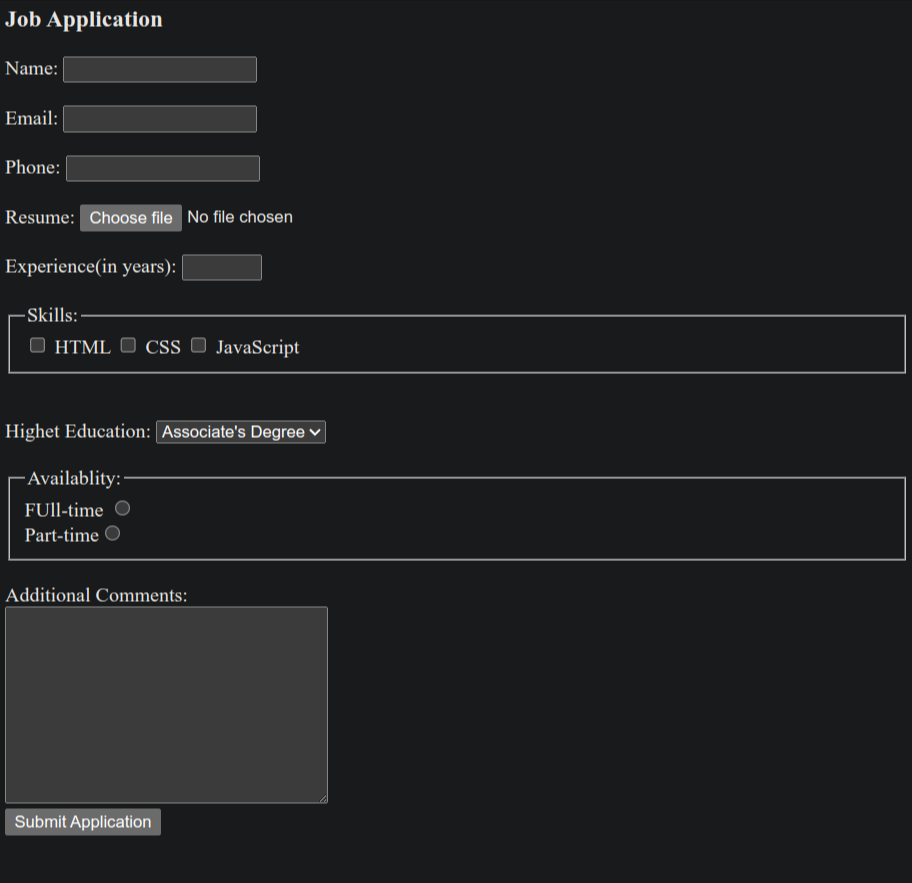 Job Application
Name:
Email:
Phone:
Resume: Choose file No file chosen
Experience(in years):
Skills:
HTML CSS JavaScript
Highet Education: Associate's Degree
Availablity:
FUll-time
Part-time
Additional Comments:
Submit Application